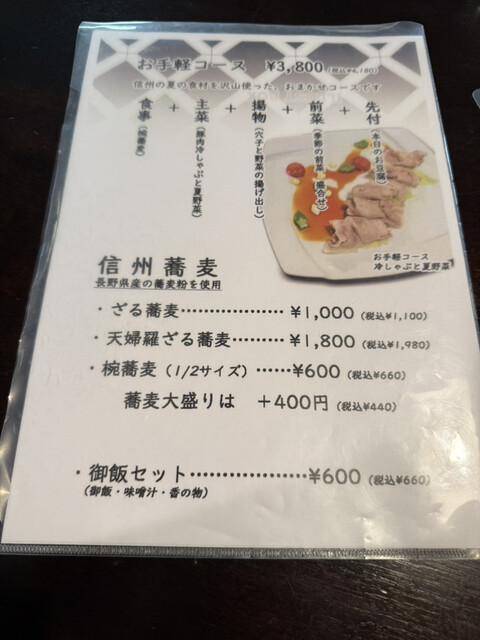 お手軽コース ¥3,800(税込¥4,180)
信州の夏の食材を沢山使った、おまかせコースです
先付(本日のお豆腐)
+
前菜(季節の前菜 盛合せ)
+
揚物(穴子と野菜の揚げ出し)
+
主菜(豚肉冷しゃぶと夏野菜)
+
食事(椀蕎麦)
お手軽コース
冷しゃぶと夏野菜
信州蕎麦
長野県産の蕎麦粉を使用
・ざる蕎麦…………………¥1,000(税込¥1,100)
・天婦羅ざる蕎麦………¥1,800(税込¥1,980)
・椀蕎麦(1/2サイズ)……¥600(税込¥660)
蕎麦大盛りは +400円(税込¥440)
・御飯セット……………………¥600(税込¥660)
(御飯・味噌汁・香の物)